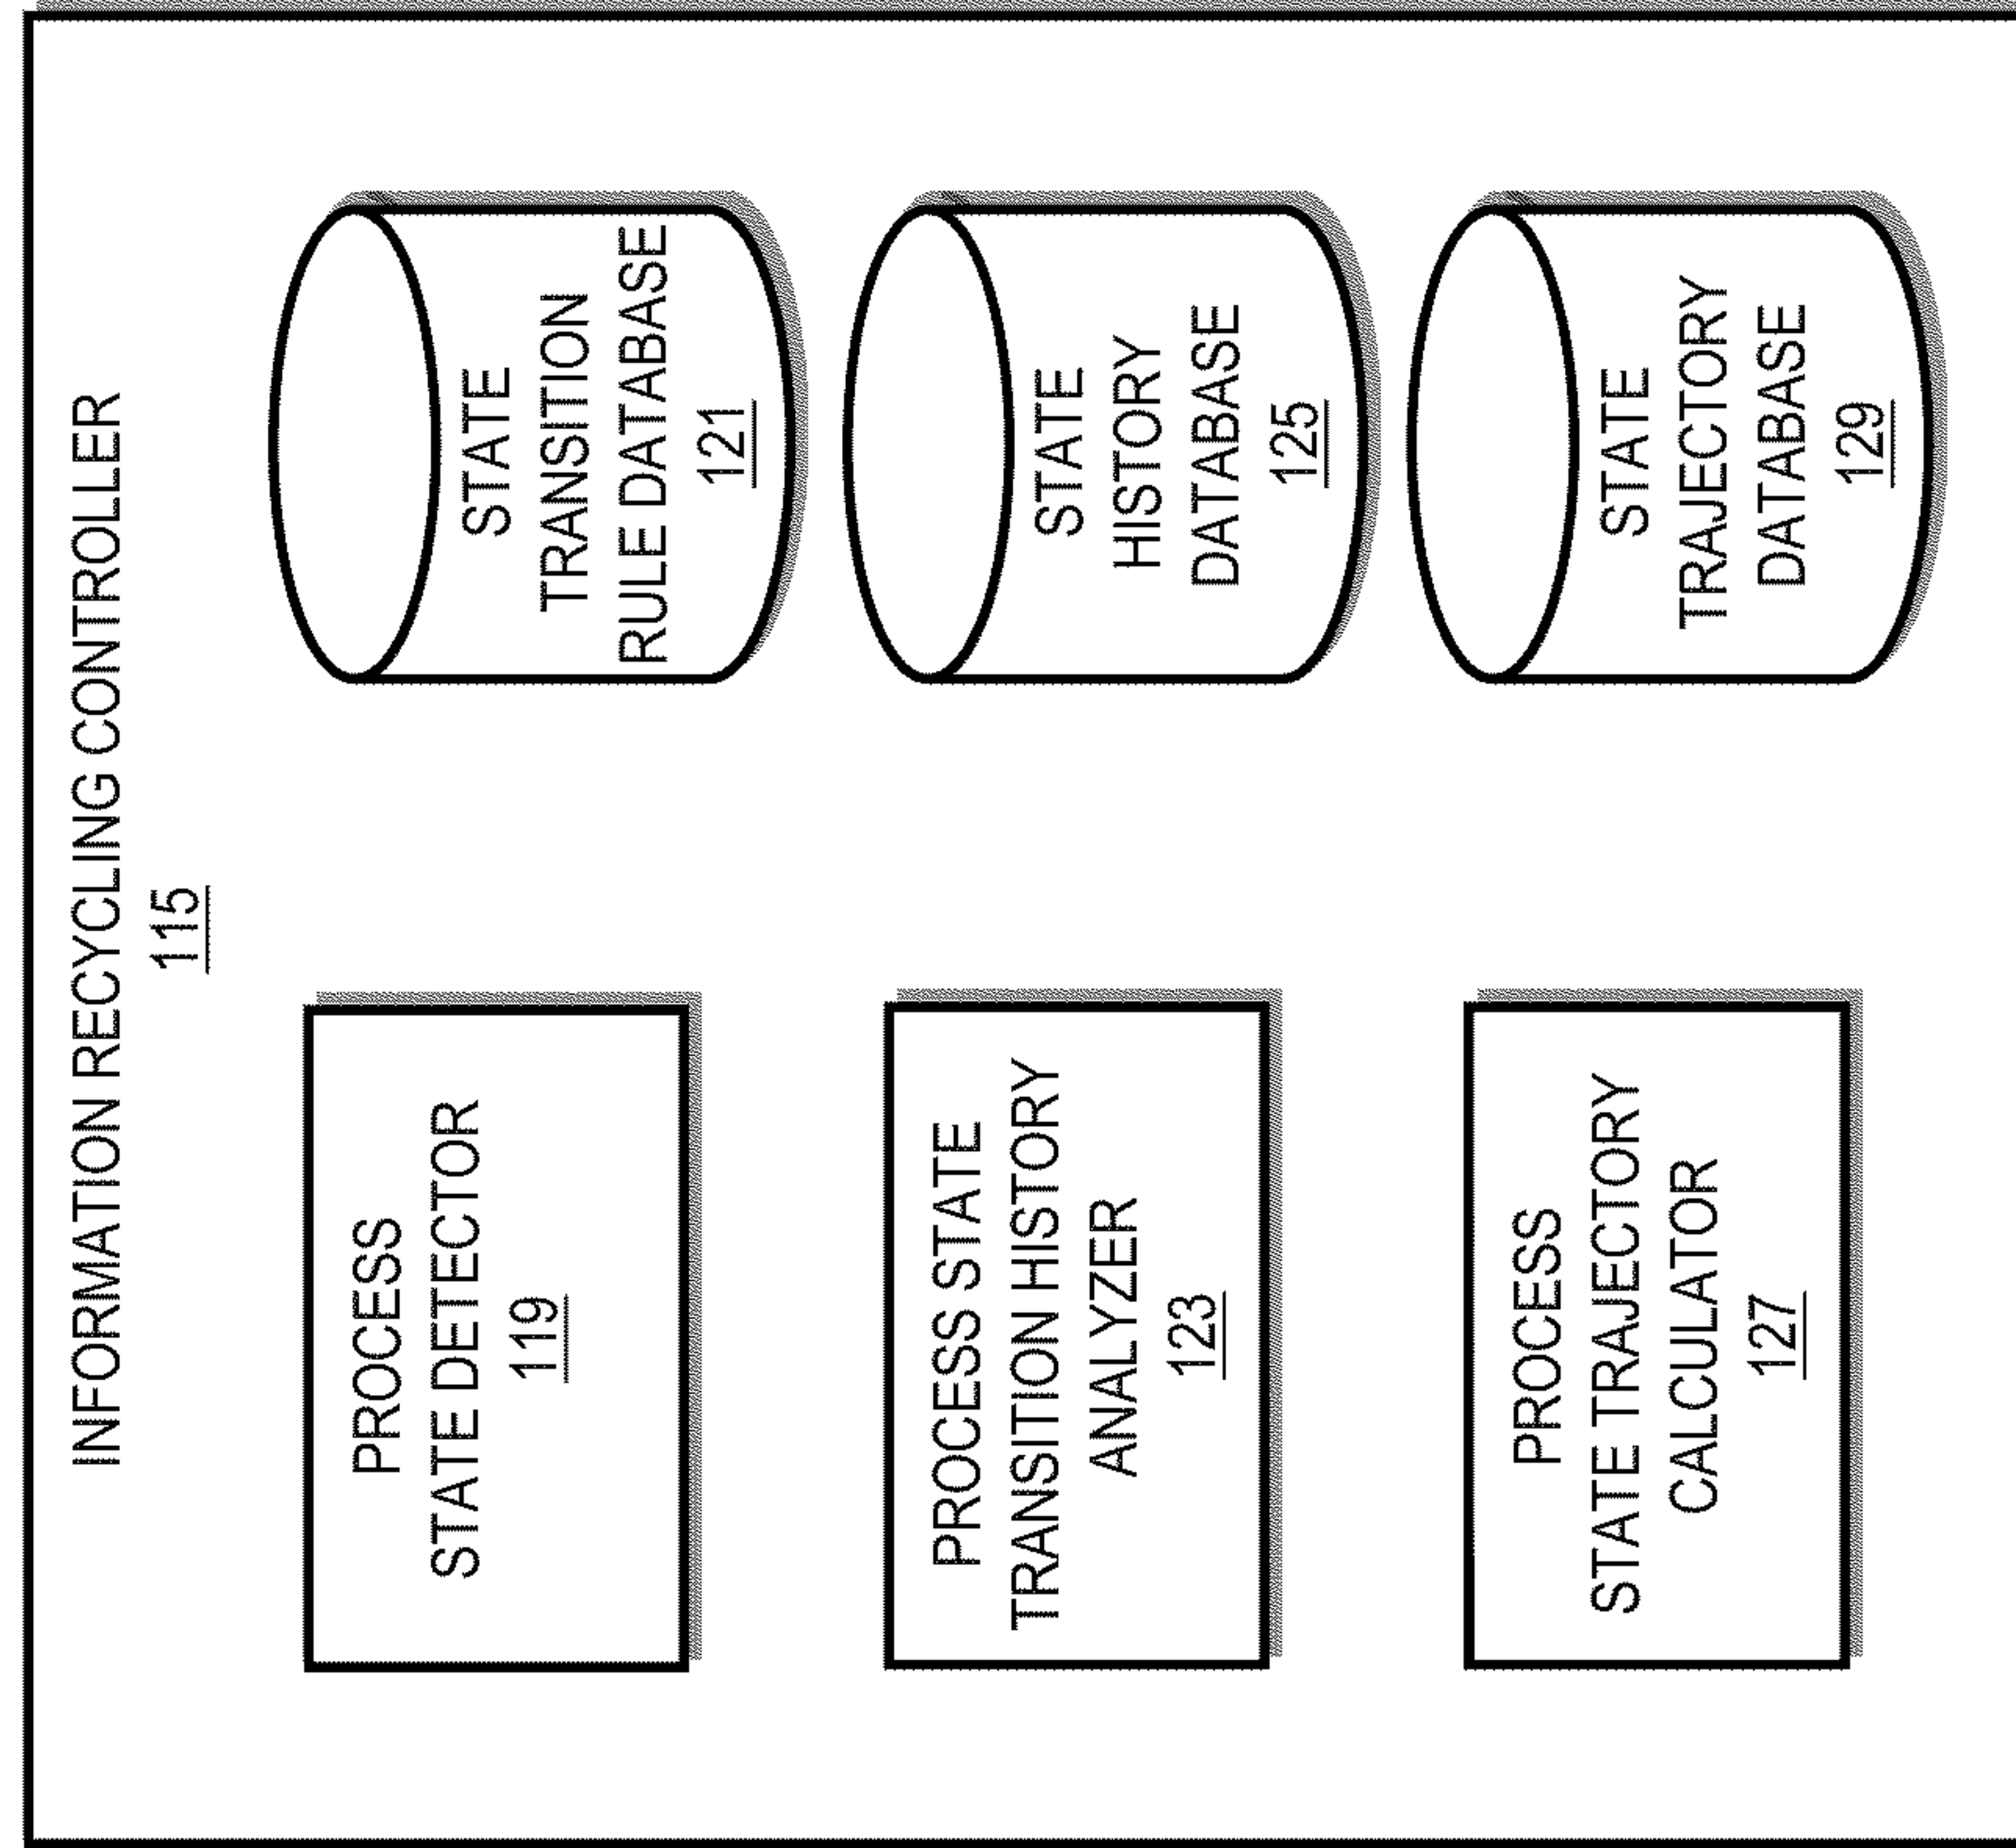 INFORMATION RECYCLING CONTROLLER
115
PROCESS
STATE DETECTOR
119
STATE
TRANSITION
RULE DATABASE
121
PROCESS STATE
TRANSITION HISTORY
ANALYZER
123
STATE
HISTORY
DATABASE
125
PROCESS
STATE TRAJECTORY
CALCULATOR
127
STATE
TRAJECTORY
DATABASE
129